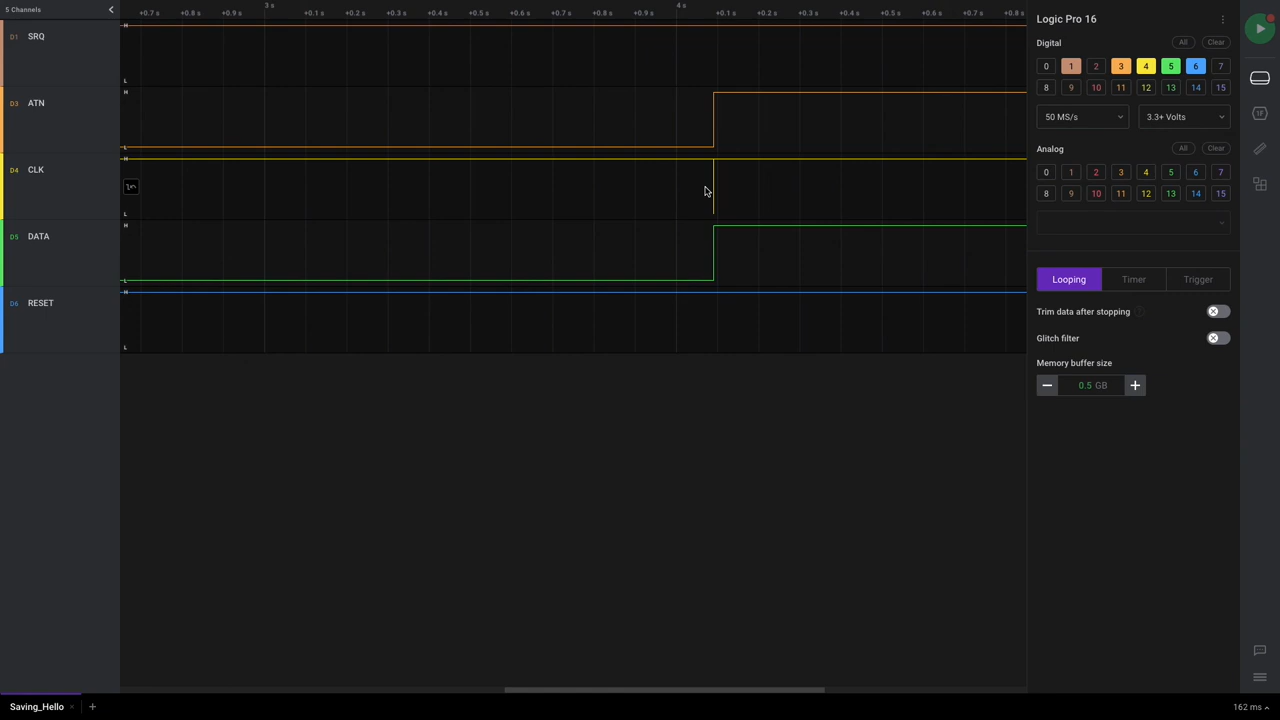 5 Channels
3 s
4 s
+0.7 s +0.8 s +0.9 s +0.1 s +0.2 s +0.3 s +0.4 s +0.5 s +0.6 s +0.7 s +0.8 s +0.9 s +0.1 s +0.2 s +0.3 s +0.4 s +0.5 s +0.6 s +0.7 s +0.8 s
D1 SRQ
H
L
D3 ATN
H
L
D4 CLK
H
L
D5 DATA
H
L
D6 RESET
H
L
Logic Pro 16
Digital All Clear
0 1 2 3 4 5 6 7
8 9 10 11 12 13 14 15
50 MS/s 3.3+ Volts
Analog All Clear
0 1 2 3 4 5 6 7
8 9 10 11 12 13 14 15
Looping Timer Trigger
Trim data after stopping ?
Glitch filter
Memory buffer size
0.5 GB
1F
Saving_Hello
162 ms